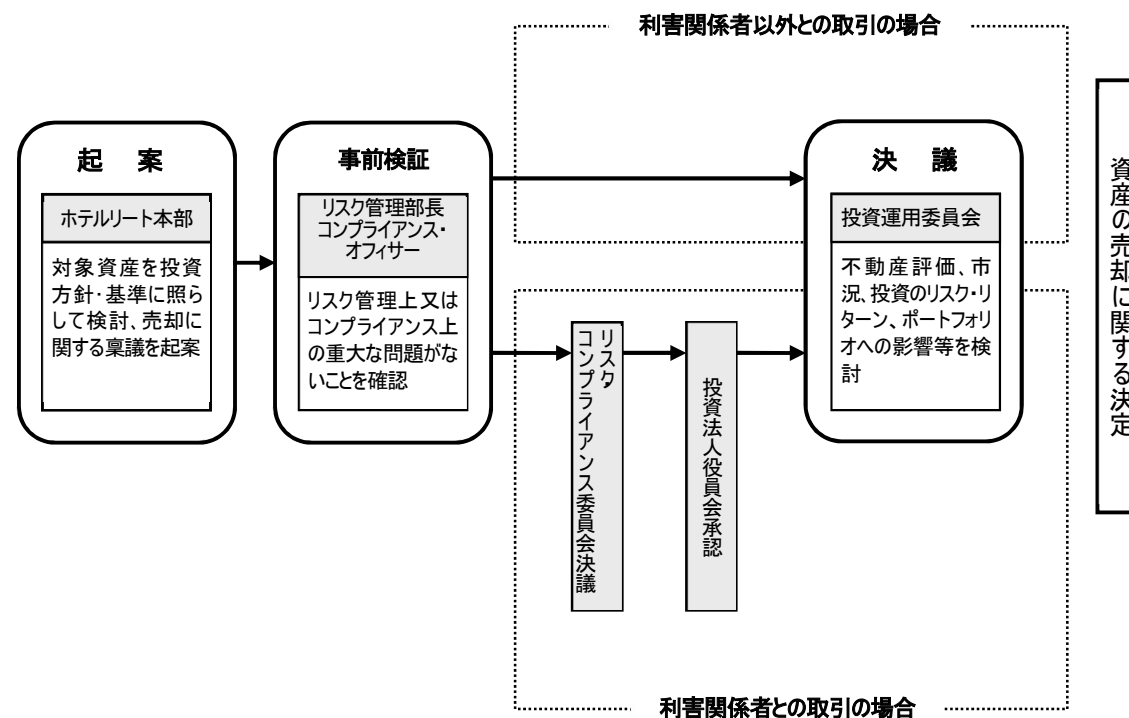 利害関係者以外との取引の場合
起 案
ホテルリート本部
対象資産を投資
方針・基準に照ら
して検討、売却に
関する稟議を起案
事前検証
リスク管理部長
コンプライアンス・
オフィサー
リスク管理上又は
コンプライアンス上
の重大な問題がな
いことを確認
リスク・
コンプライアンス委員会決議
投資法人役員会承認
決 議
投資運用委員会
不動産評価、市
況、投資のリスク・リ
ターン、ポートフォリ
オへの影響等を検
討
資産の売却に関する決定
利害関係者との取引の場合